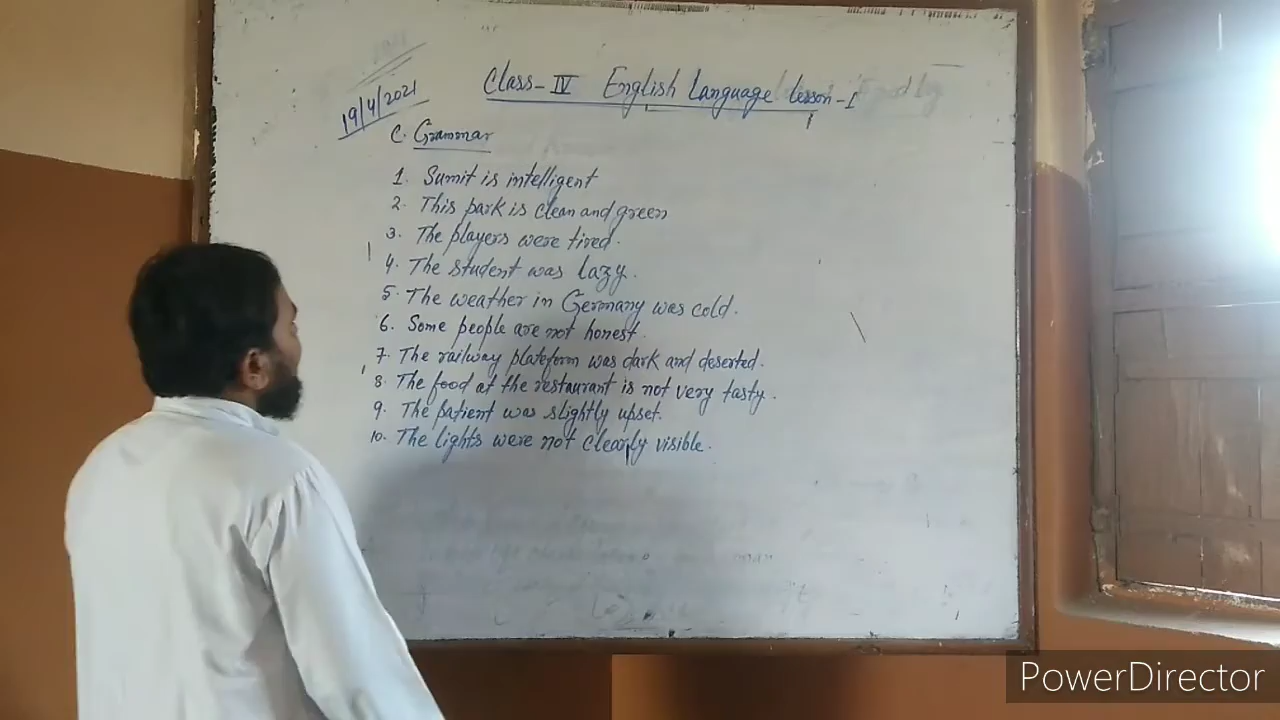 19/4/2021
Class-IV English Language Lesson-I
C. Grammar
1. Sumit is intelligent
2. This park is clean and green
3. The players were tired.
4. The student was lazy.
5. The weather in Germany was cold.
6. Some people are not honest.
7. The railway plateform was dark and deserted.
8. The food at the restaurant is not very tasty.
9. The patient was slightly upset.
10. The lights were not clearly visible.
PowerDirector